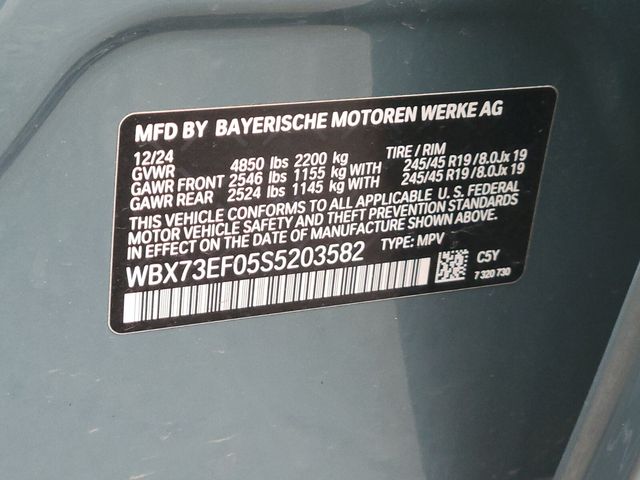 MFD BY BAYERISCHE MOTOREN WERKE AG
12/24 TIRE / RIM
GVWR 4850 lbs 2200 kg
GAWR FRONT 2546 lbs 1155 kg WITH 245/45 R19 / 8.0Jx 19
GAWR REAR 2524 lbs 1145 kg WITH 245/45 R19 / 8.0Jx 19
THIS VEHICLE CONFORMS TO ALL APPLICABLE U. S. FEDERAL
MOTOR VEHICLE SAFETY AND THEFT PREVENTION STANDARDS
IN EFFECT ON THE DATE OF MANUFACTURE SHOWN ABOVE.
WBX73EF05S5203582 TYPE: MPV
C5Y
7 320 730